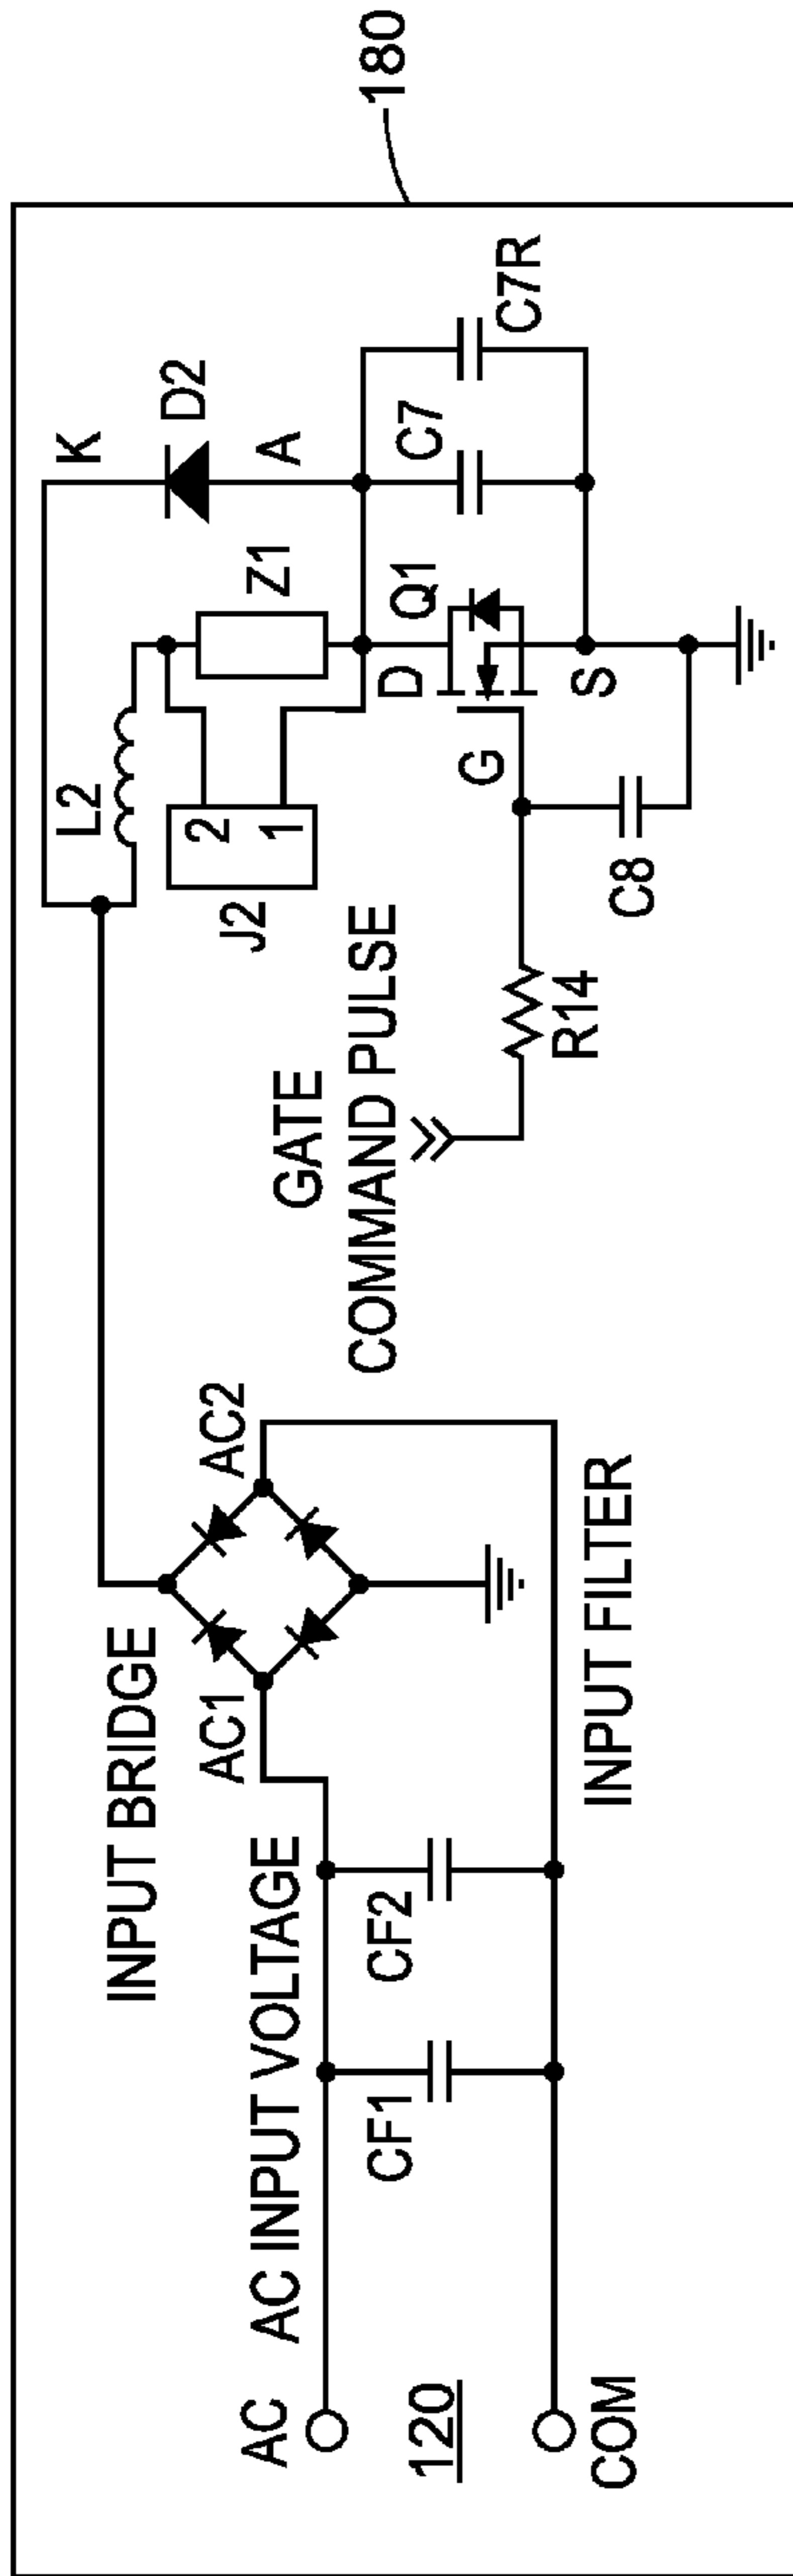 180
K
D2
A
L2
Z1
C7
C7R
J2
2
1
D
Q1
G
S
C8
GATE
COMMAND PULSE
R14
INPUT BRIDGE
AC1
AC2
AC INPUT VOLTAGE
AC
CF1
CF2
120
COM
INPUT FILTER